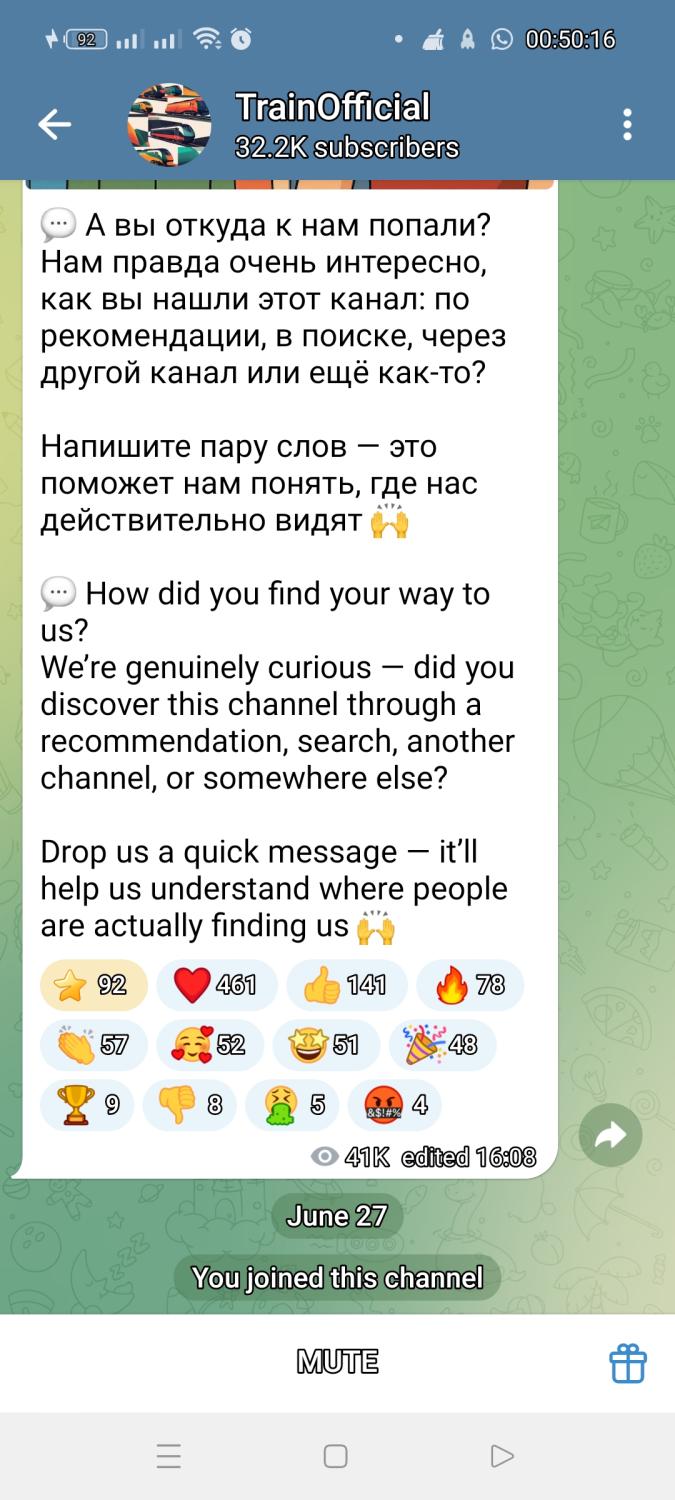 92
00:50:16
TrainOfficial
32.2K subscribers
💬 А вы откуда к нам попали?
Нам правда очень интересно,
как вы нашли этот канал: по
рекомендации, в поиске, через
другой канал или ещё как-то?
Напишите пару слов — это
поможет нам понять, где нас
действительно видят 🙌
💬 How did you find your way to
us?
We're genuinely curious — did you
discover this channel through a
recommendation, search, another
channel, or somewhere else?
Drop us a quick message — it'll
help us understand where people
are actually finding us 🙌
⭐ 92 ❤️ 461 👍 141 🔥 78
👏 57 🥰 52 🤩 51 🎉 48
🏆 9 👎 8 🤮 5 🤬 4
41K edited 16:08
June 27
You joined this channel
MUTE